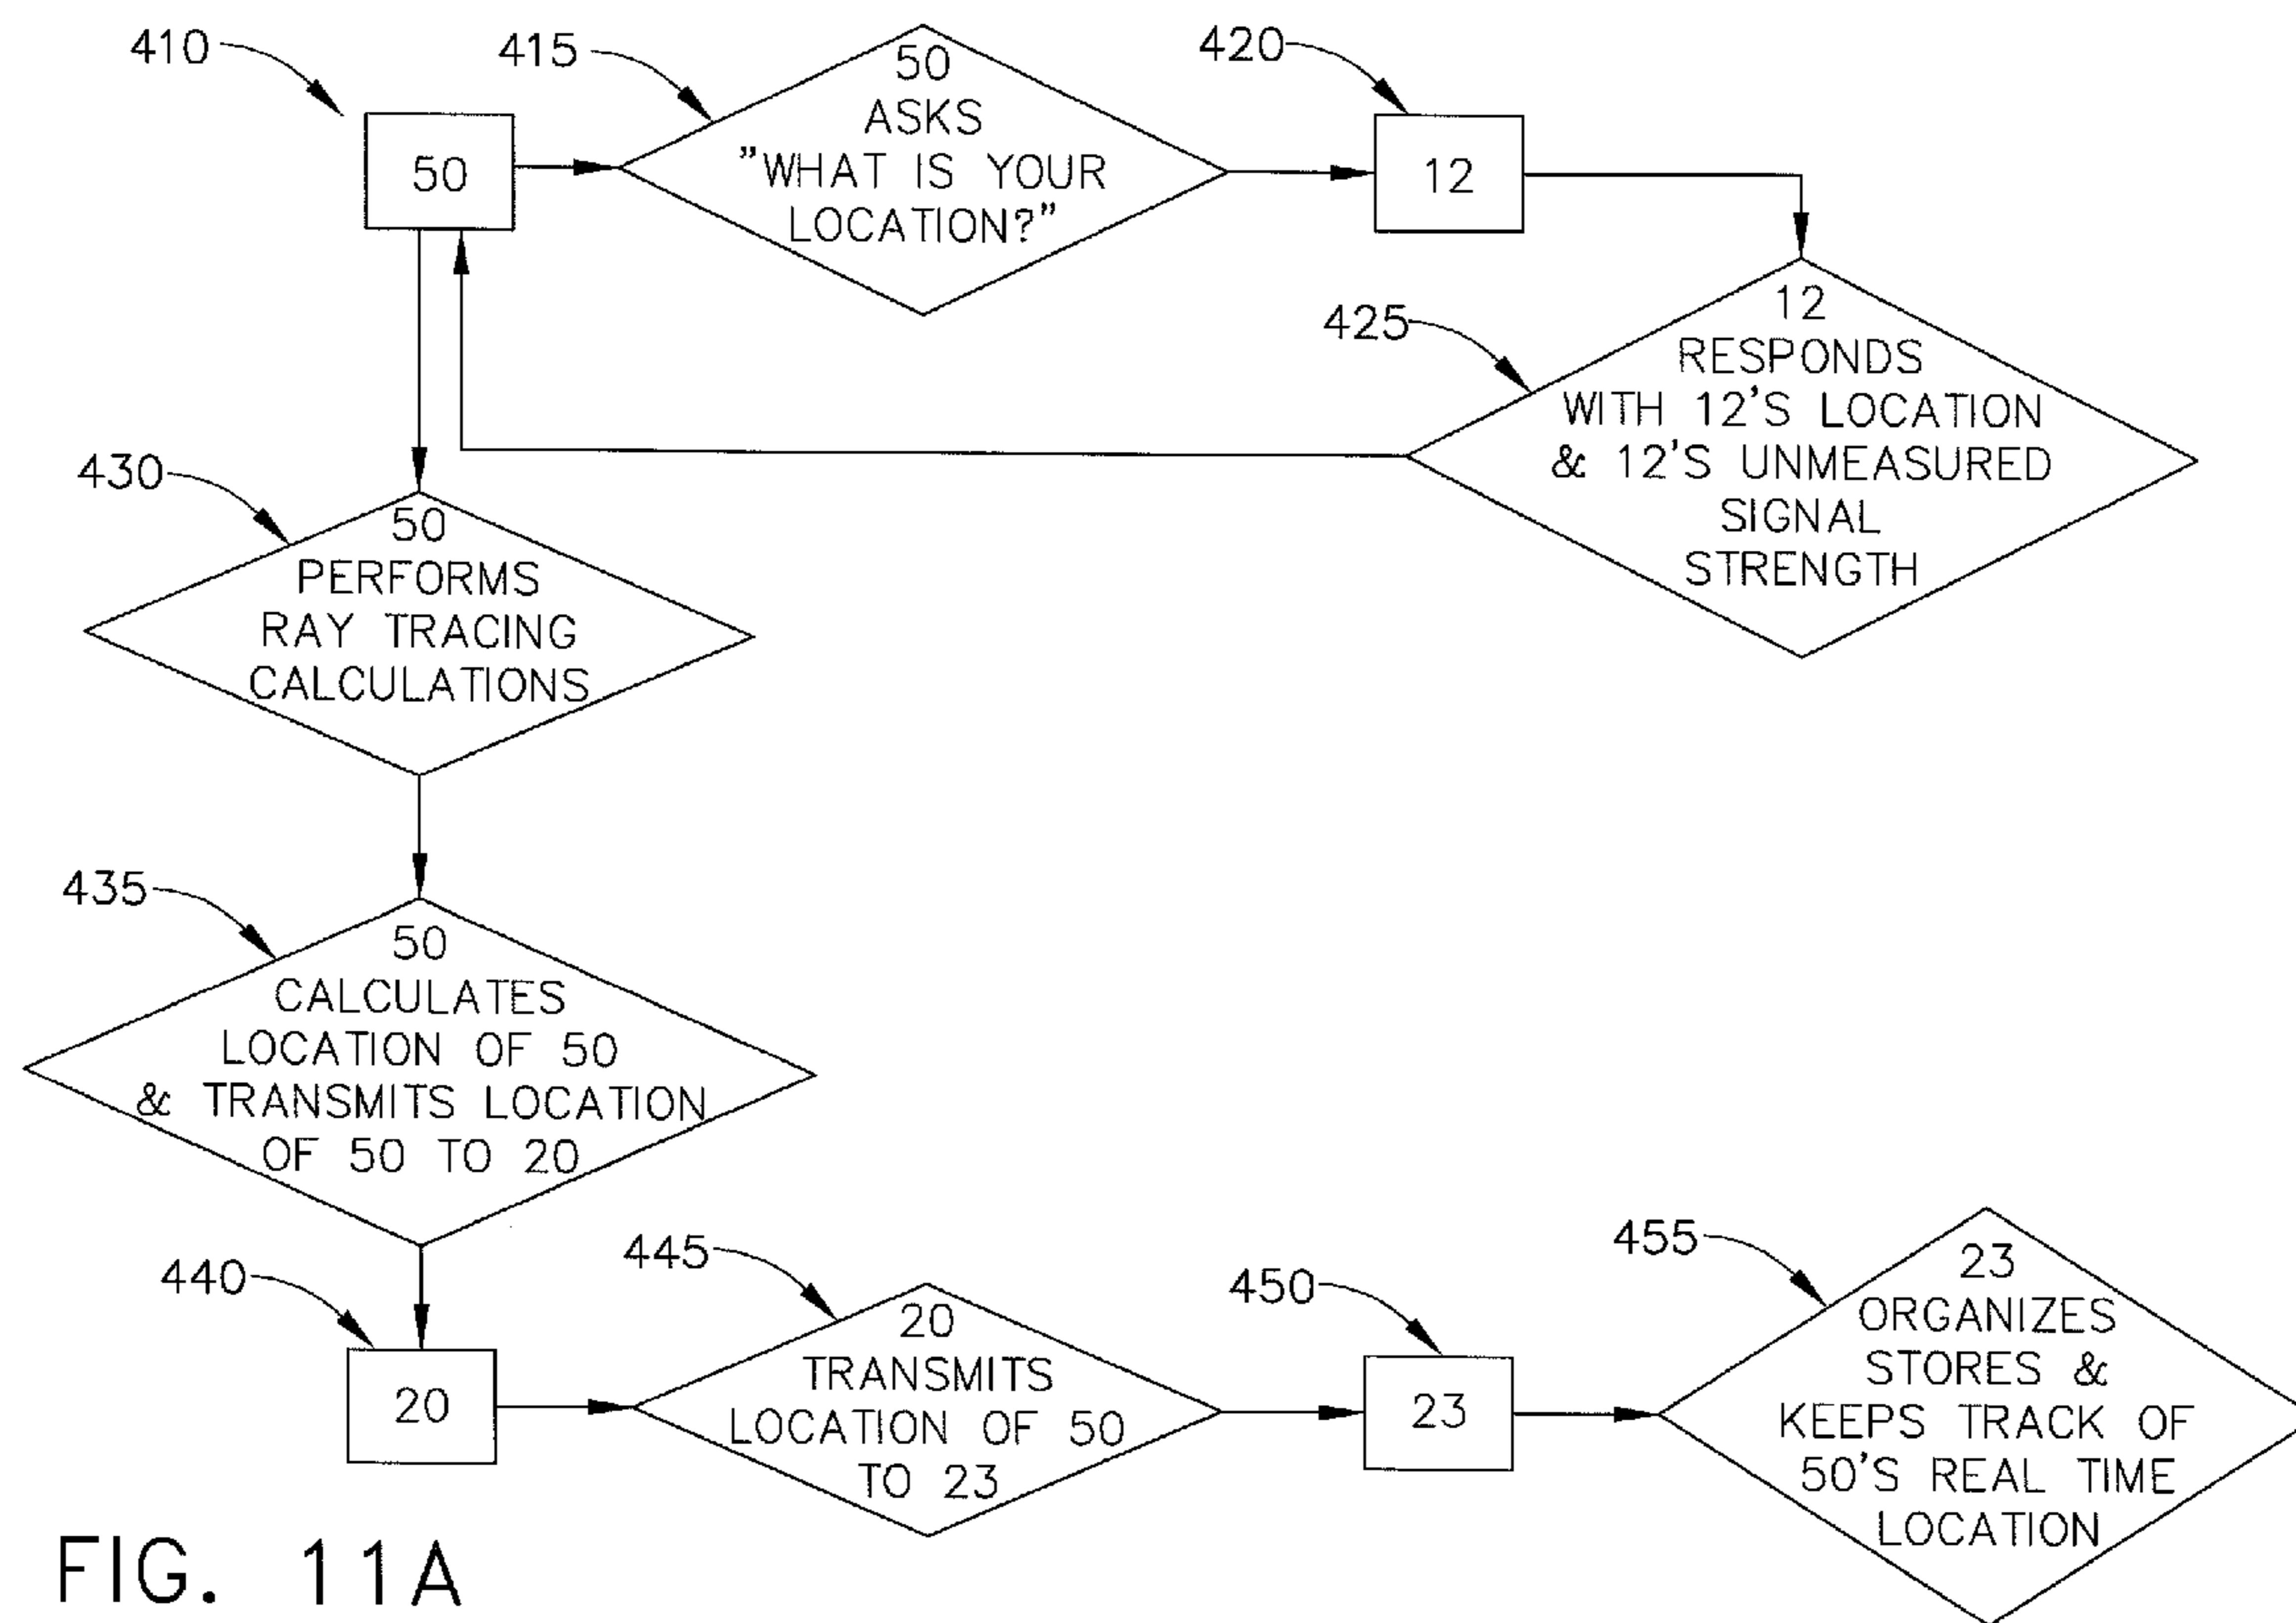 410
50
415
50
ASKS
"WHAT IS YOUR
LOCATION?"
420
12
425
12
RESPONDS
WITH 12'S LOCATION
& 12'S UNMEASURED
SIGNAL
STRENGTH
430
50
PERFORMS
RAY TRACING
CALCULATIONS
435
50
CALCULATES
LOCATION OF 50
& TRANSMITS LOCATION
OF 50 TO 20
440
20
445
20
TRANSMITS
LOCATION OF 50
TO 23
450
23
455
23
ORGANIZES
STORES &
KEEPS TRACK OF
50'S REAL TIME
LOCATION
FIG. 11A